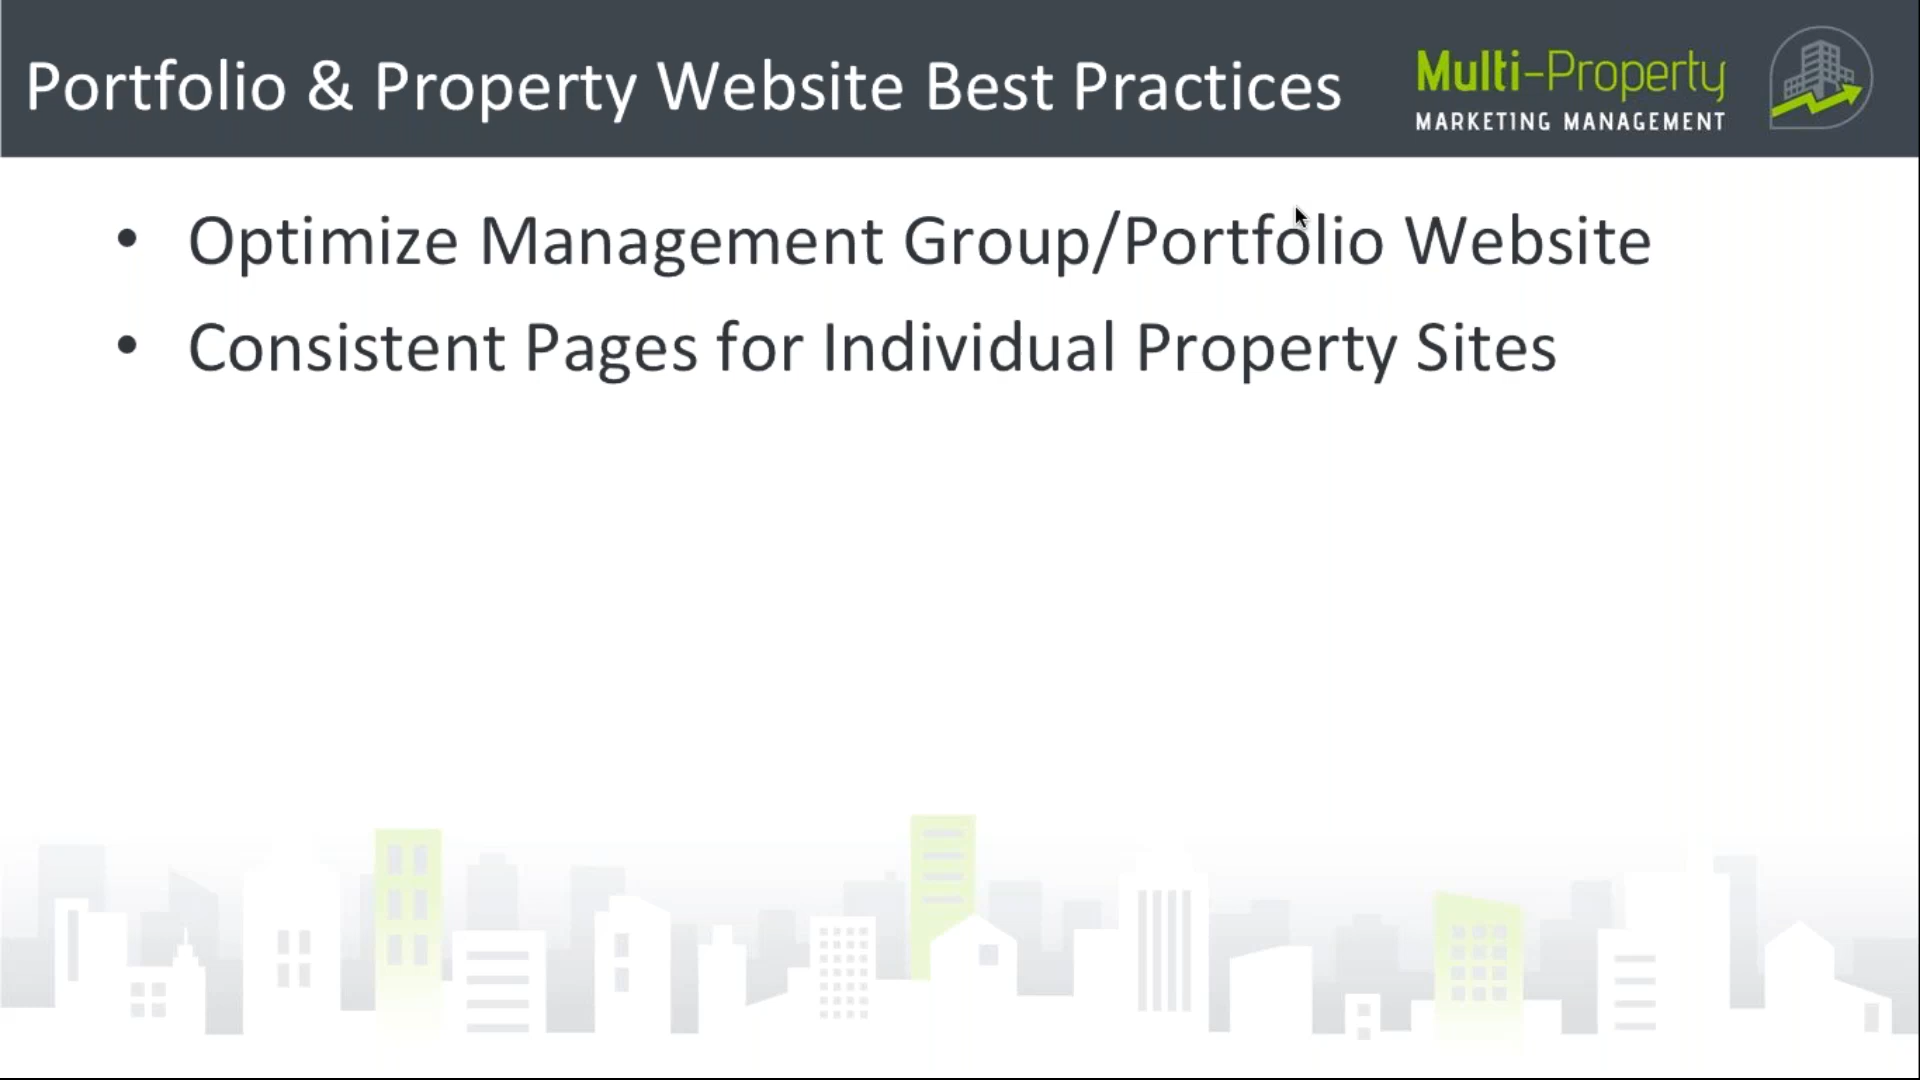 Portfolio & Property Website Best Practices
Multi-Property
MARKETING MANAGEMENT
• Optimize Management Group/Portfolio Website
• Consistent Pages for Individual Property Sites